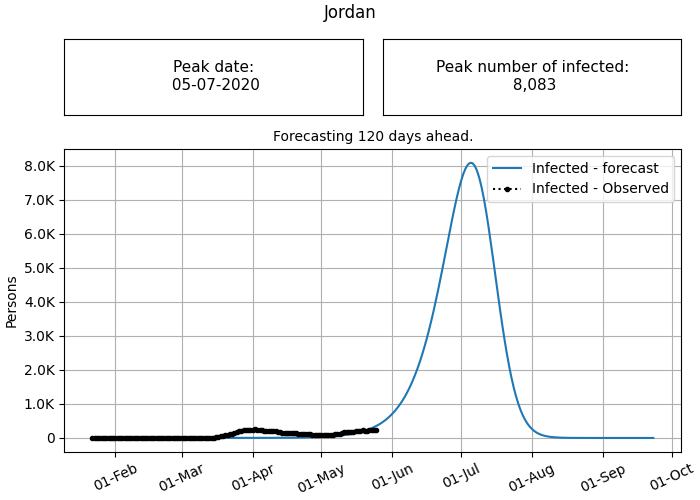 Jordan
Peak date:
05-07-2020
Peak number of infected:
8,083
Forecasting 120 days ahead.
Infected - forecast
Infected - Observed
8.0K
7.0K
6.0K
5.0K
4.0K
3.0K
2.0K
1.0K
0
Persons
01-Feb
01-Mar
01-Apr
01-May
01-Jun
01-Jul
01-Aug
01-Sep
01-Oct